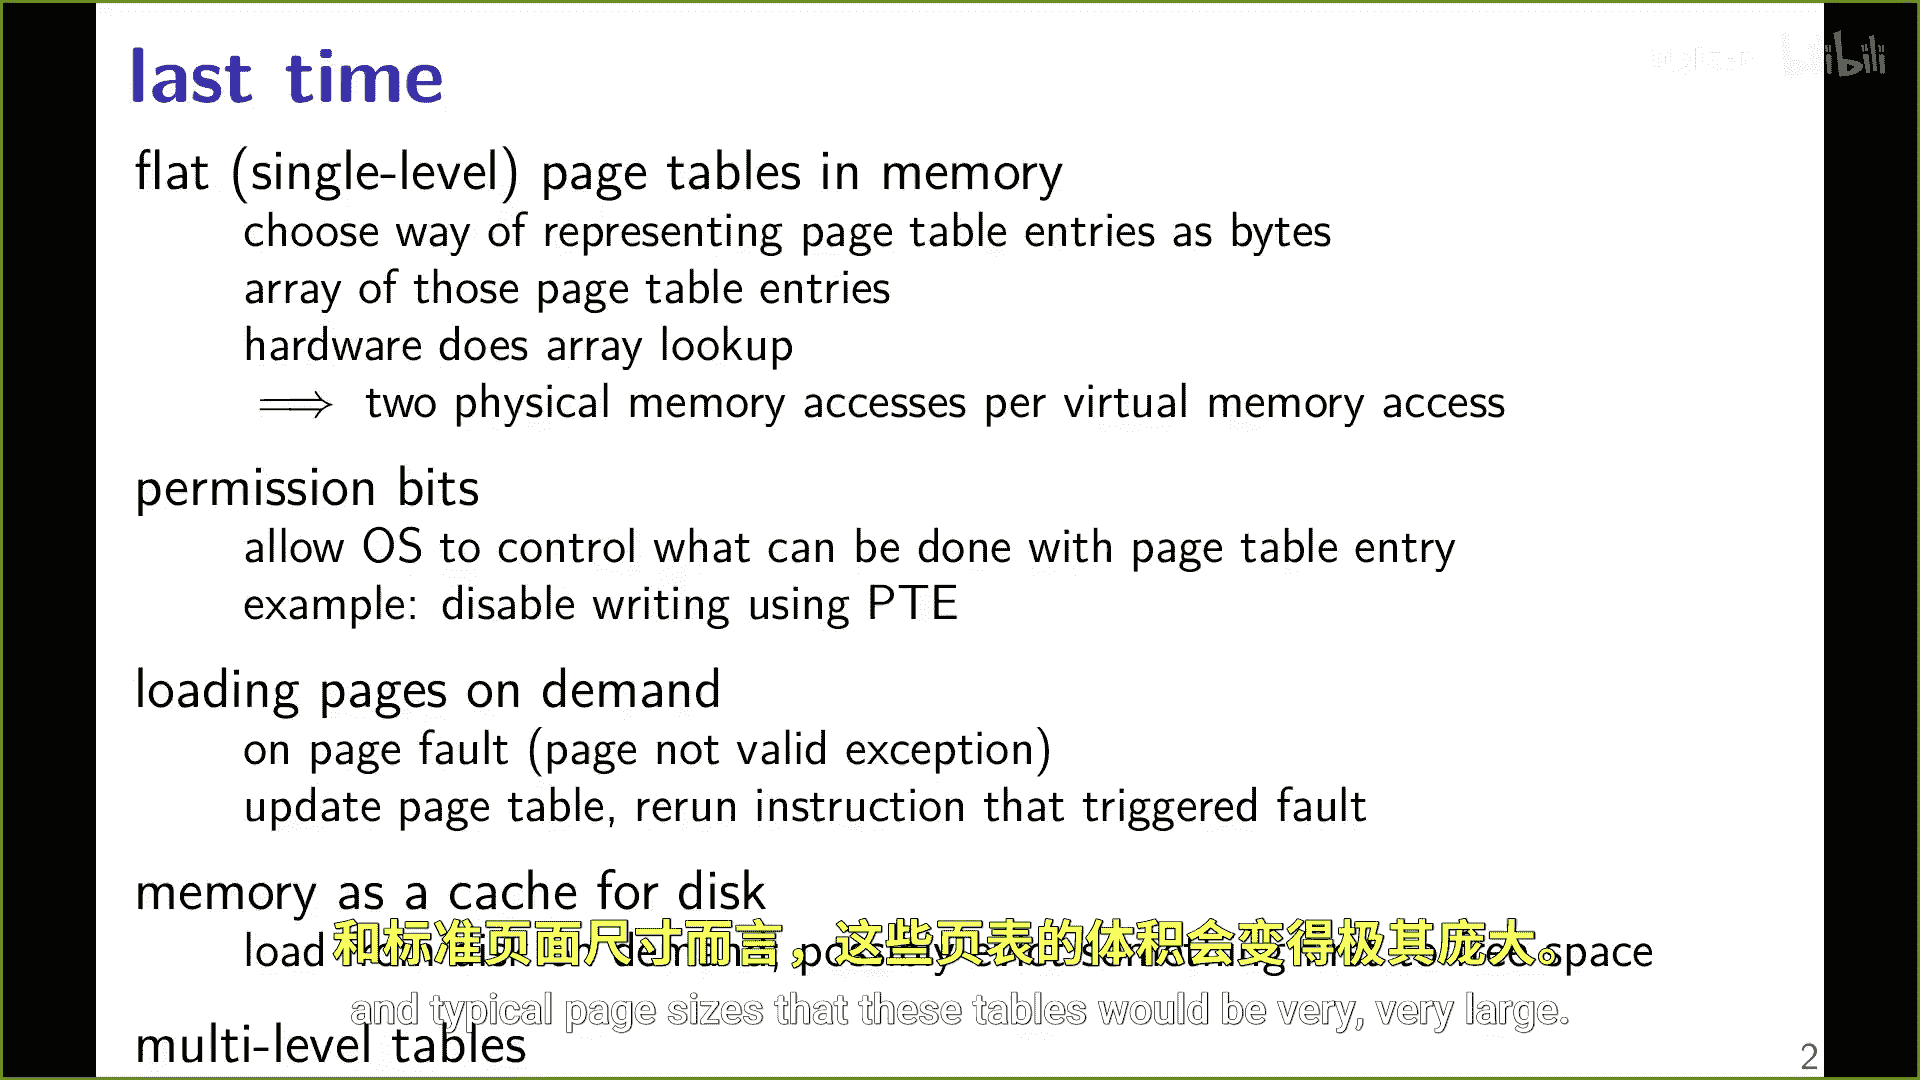 last time
bilibili
flat (single-level) page tables in memory
choose way of representing page table entries as bytes
array of those page table entries
hardware does array lookup
⟹ two physical memory accesses per virtual memory access
permission bits
allow OS to control what can be done with page table entry
example: disable writing using PTE
loading pages on demand
on page fault (page not valid exception)
update page table, rerun instruction that triggered fault
memory as a cache for disk
load demand, space
和标准页面尺寸而言，这些页表的体积会变得极其庞大。
and typical page sizes that these tables would be very, very large.
multi-level tables
2